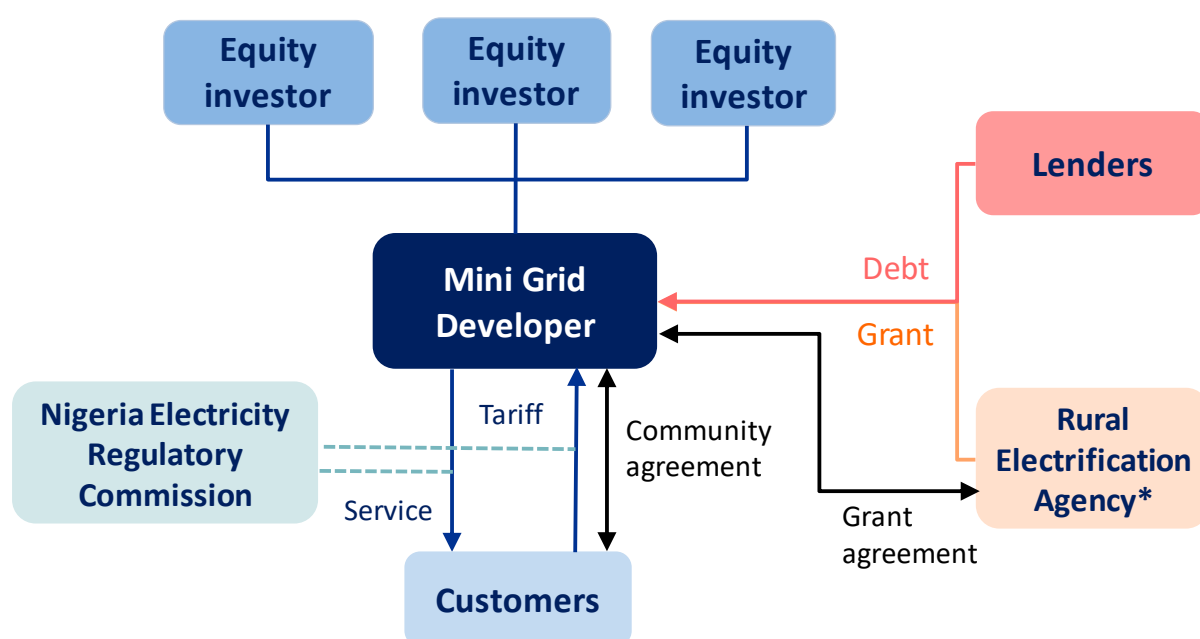 Equity
investor
Equity
investor
Equity
investor
Lenders
Mini Grid
Developer
Debt
Grant
Nigeria Electricity
Regulatory
Commission
Tariff
Community
agreement
Rural
Electrification
Agency*
Service
Grant
agreement
Customers